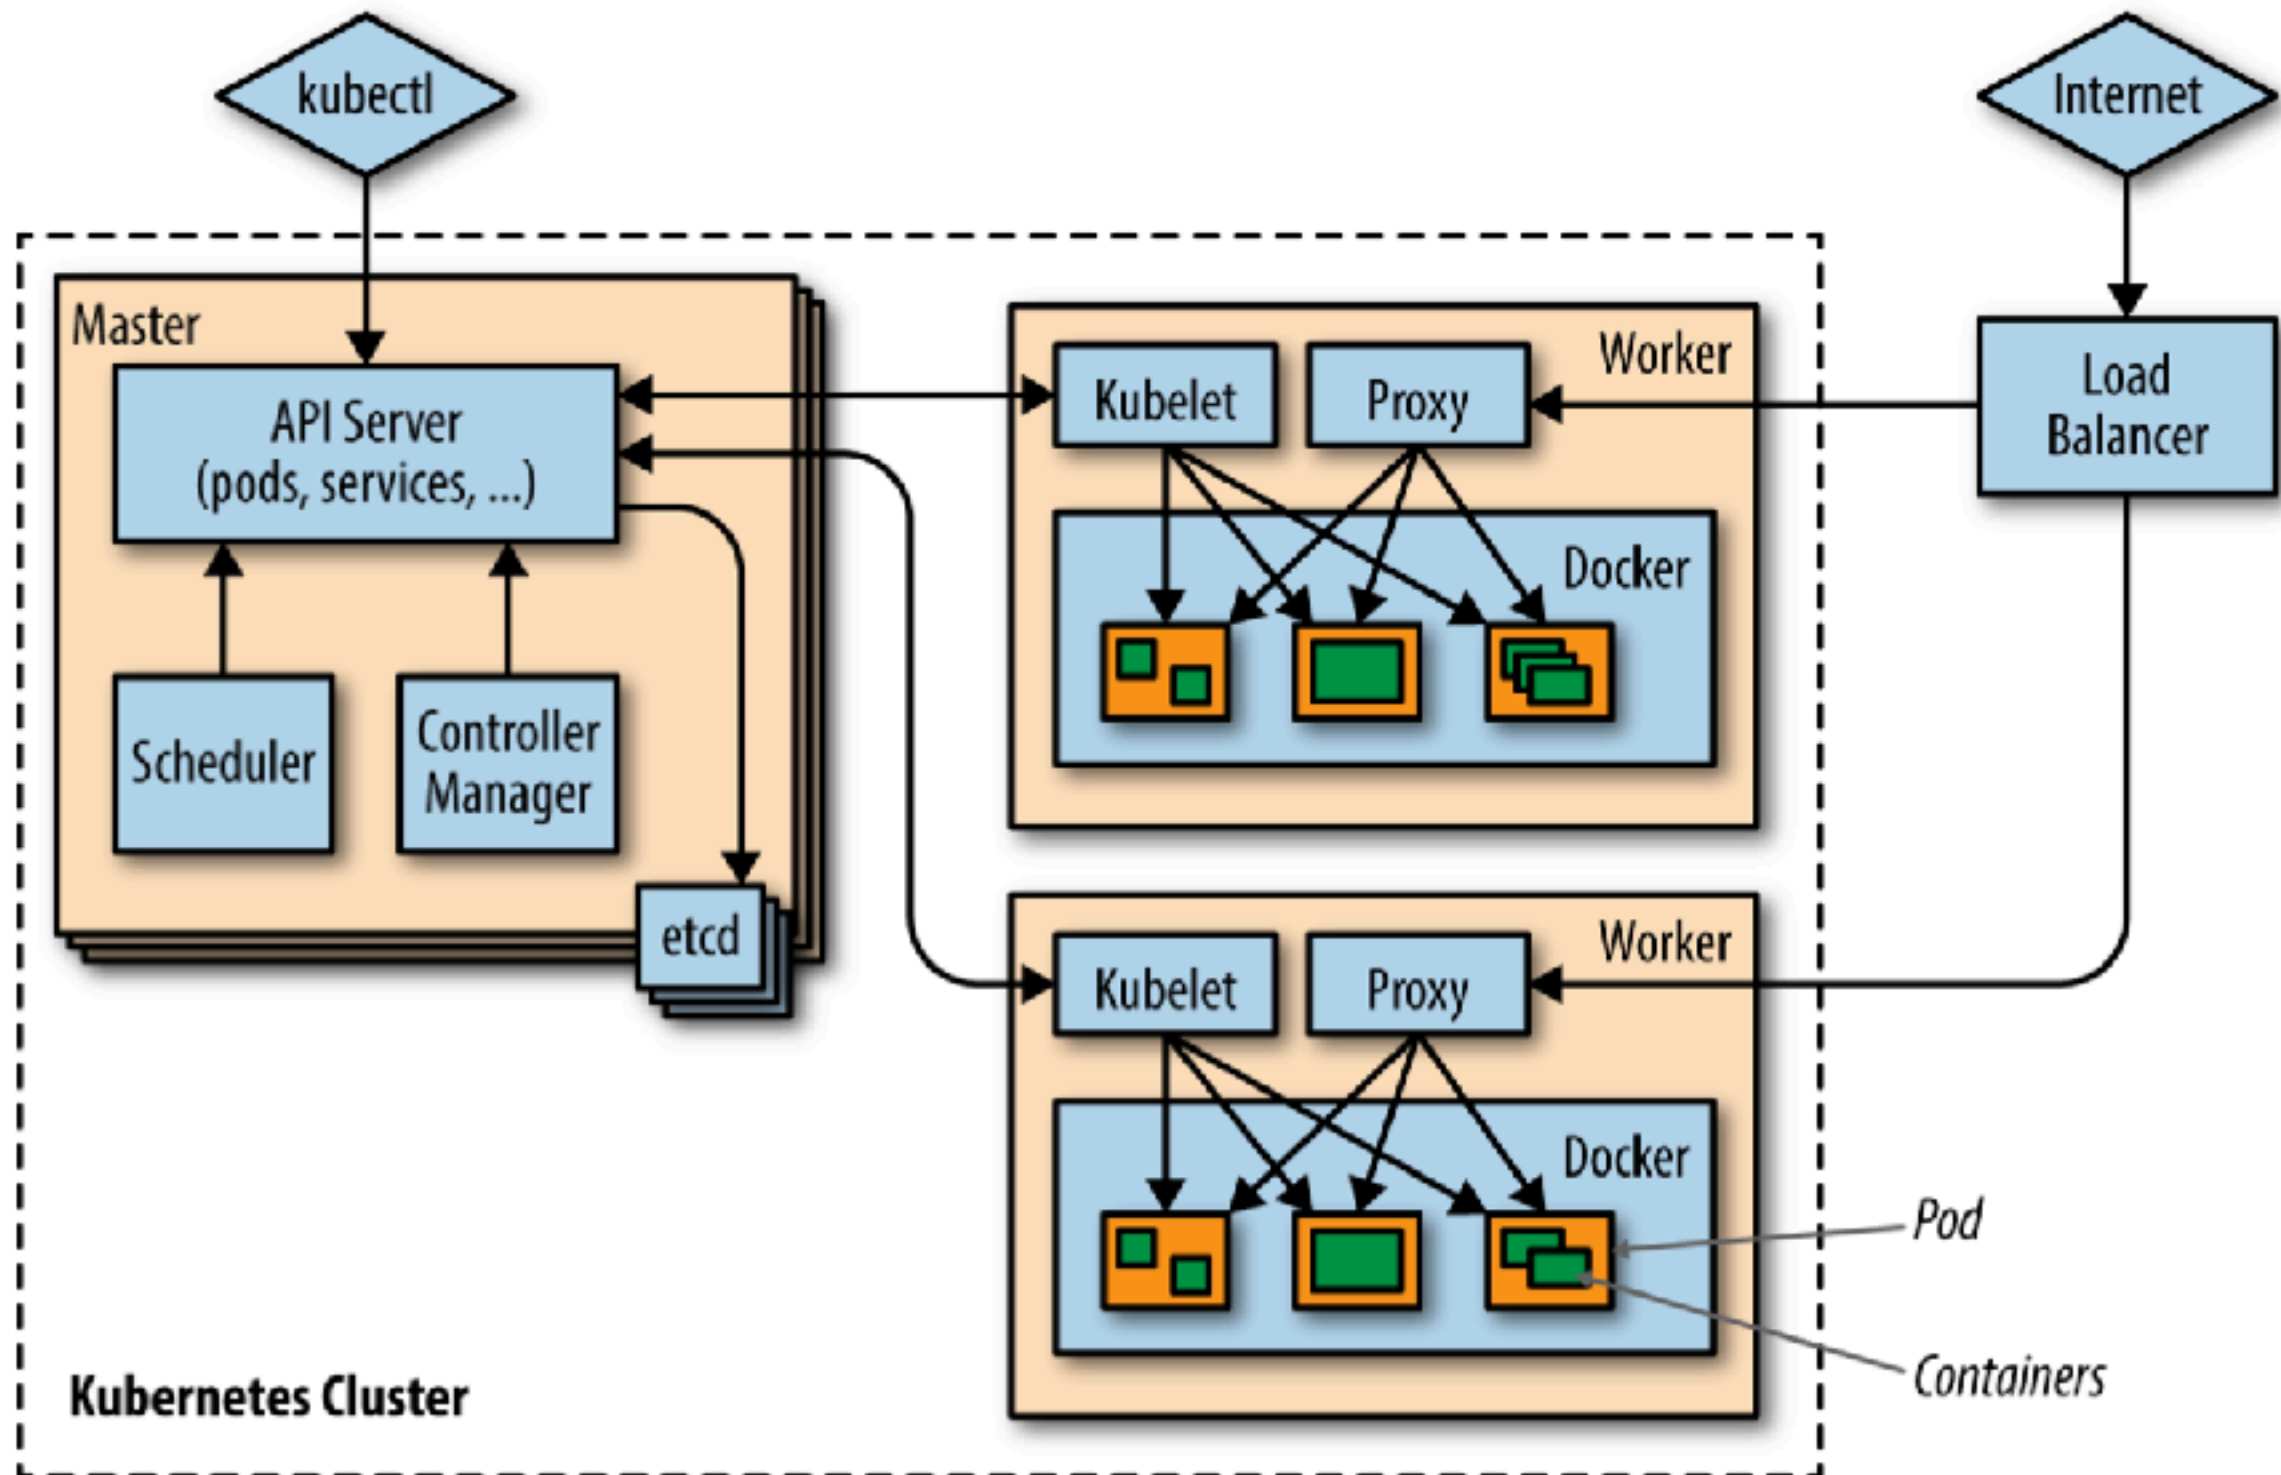 kubectl
Internet
Master
API Server
(pods, services, ...)
Scheduler
Controller
Manager
etcd
Worker
Kubelet
Proxy
Docker
Load
Balancer
Worker
Kubelet
Proxy
Docker
Pod
Containers
Kubernetes Cluster